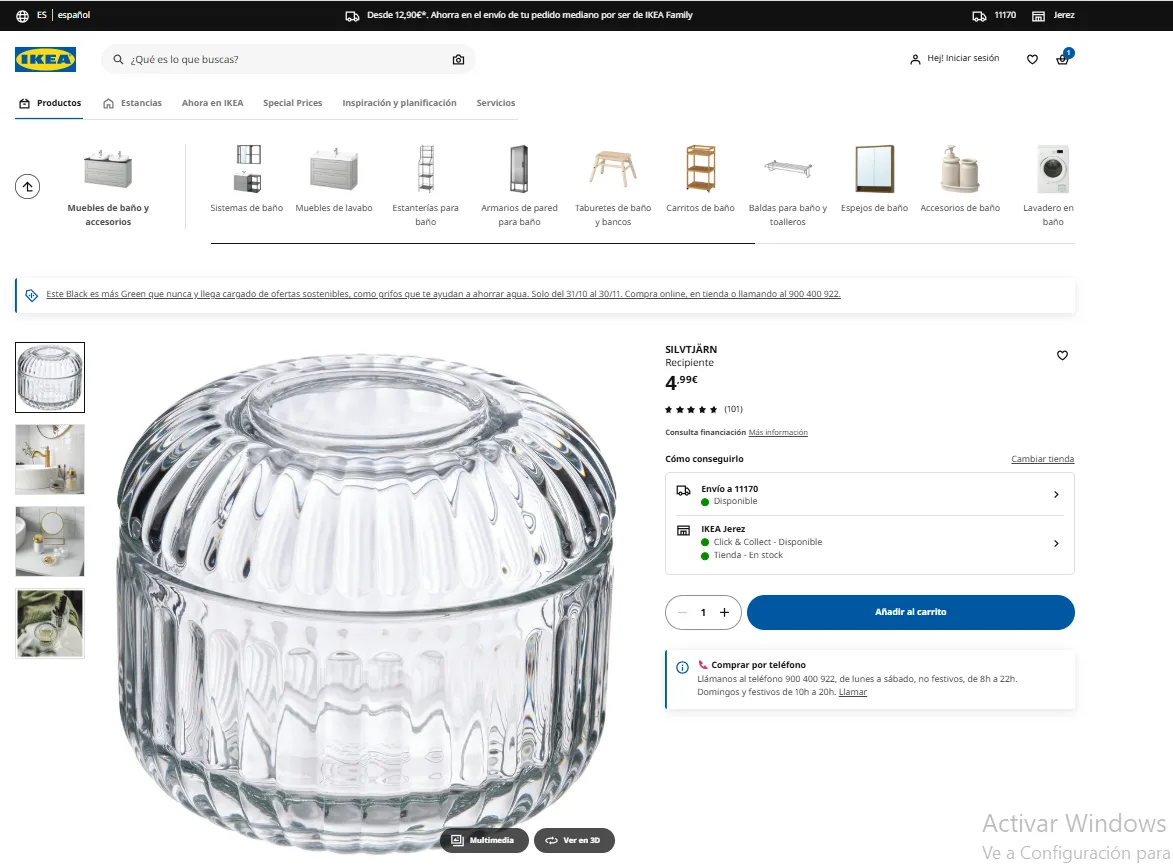 ES | español
Desde 12,90€*. Ahorra en el envío de tu pedido mediano por ser de IKEA Family
11170
Jerez
IKEA
¿Qué es lo que buscas?
Hej! Iniciar sesión
1
Productos
Estancias
Ahora en IKEA
Special Prices
Inspiración y planificación
Servicios
Muebles de baño y
accesorios
Sistemas de baño
Muebles de lavabo
Estanterías para
baño
Armarios de pared
para baño
Taburetes de baño
y bancos
Carritos de baño
Baldas para baño y
toalleros
Espejos de baño
Accesorios de baño
Lavadero en
baño
Este Black es más Green que nunca y llega cargado de ofertas sostenibles, como grifos que te ayudan a ahorrar agua. Solo del 31/10 al 30/11. Compra online, en tienda o llamando al 900 400 922.
SILVTJÄRN
Recipiente
4,99€
(101)
Consulta financiación Más información
Cómo conseguirlo
Cambiar tienda
Envío a 11170
Disponible
IKEA Jerez
Click & Collect - Disponible
Tienda - En stock
1
Añadir al carrito
Comprar por teléfono
Llámanos al teléfono 900 400 922, de lunes a sábado, no festivos, de 8h a 22h.
Domingos y festivos de 10h a 20h. Llamar
Multimedia
Ver en 3D
Activar Windows
Ve a Configuración para